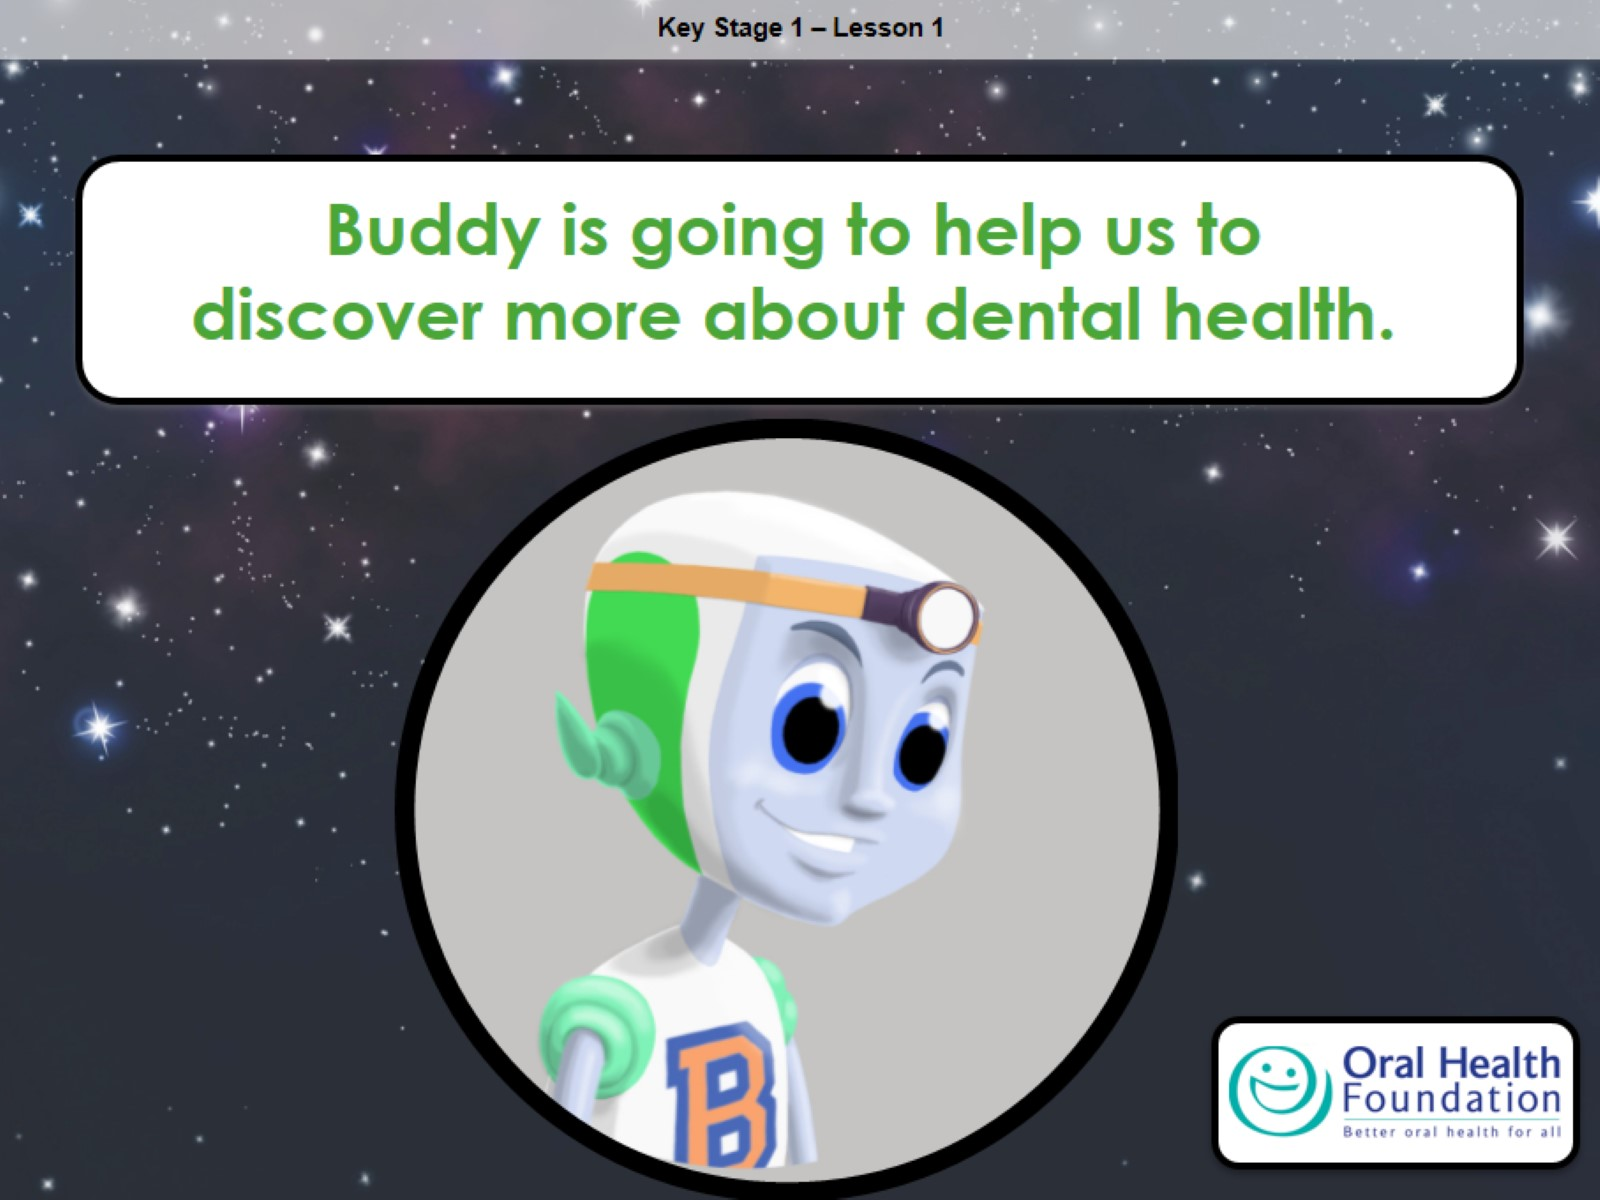 Key Stage 1 – Lesson 1
Buddy is going to help us to
discover more about dental health.
B
Oral Health
Foundation
Better oral health for all